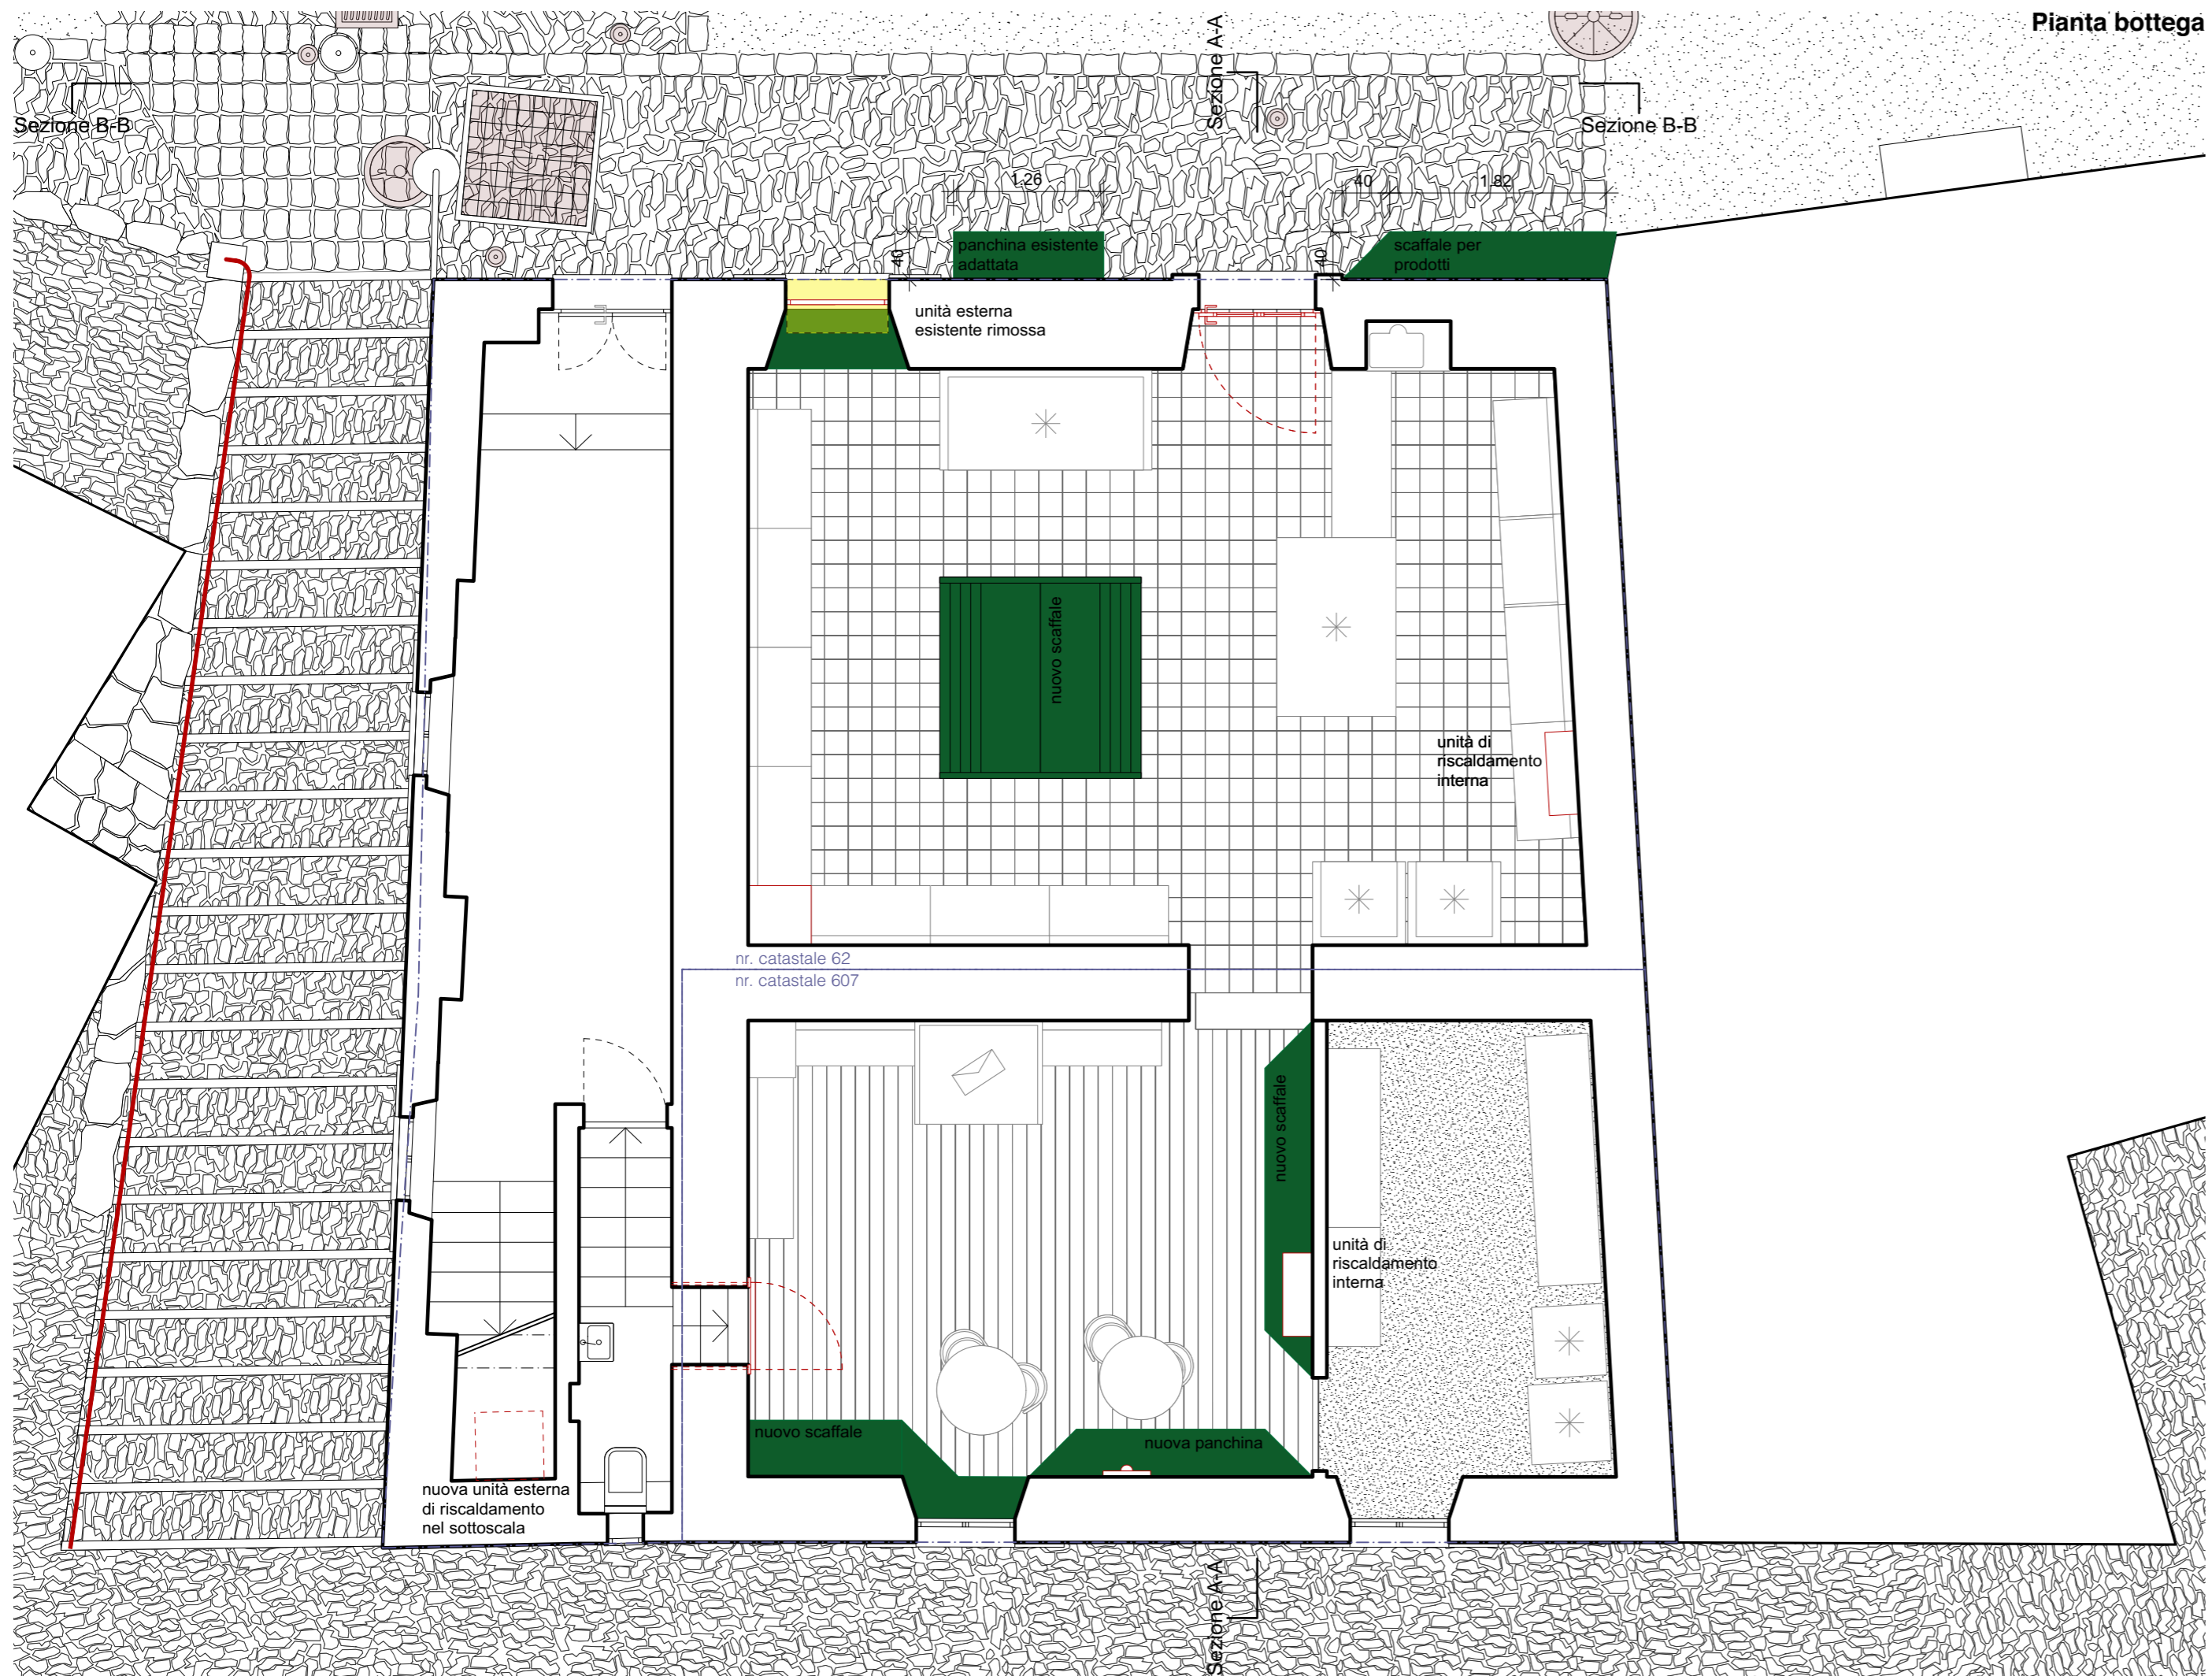 Pianta bottega
Sezione A-A
Sezione B-B
Sezione B-B
1.26
40
1.82
40
panchina esistente
adattata
40
scaffale per
prodotti
unità esterna
esistente rimossa
nuovo scaffale
unità di
riscaldamento
interna
nr. catastale 62
nr. catastale 607
nuovo scaffale
unità di
riscaldamento
interna
nuovo scaffale
nuova panchina
nuova unità esterna
di riscaldamento
nel sottoscala
Sezione A-A